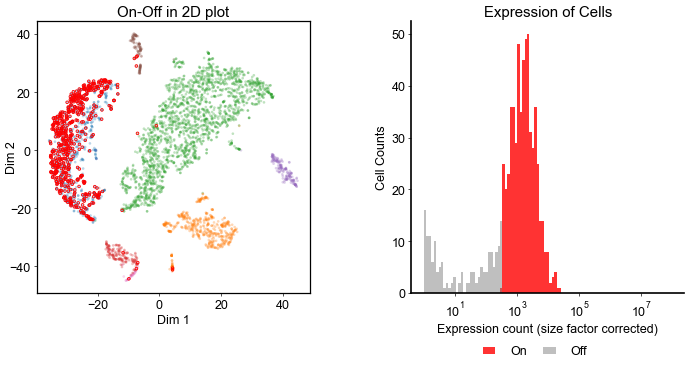 On-Off in 2D plot
Expression of Cells
40
20
0
−20
−40
Dim 2
−20
0
20
40
Dim 1
50
40
30
20
10
0
Cell Counts
10^1
10^3
10^5
10^7
Expression count (size factor corrected)
On
Off